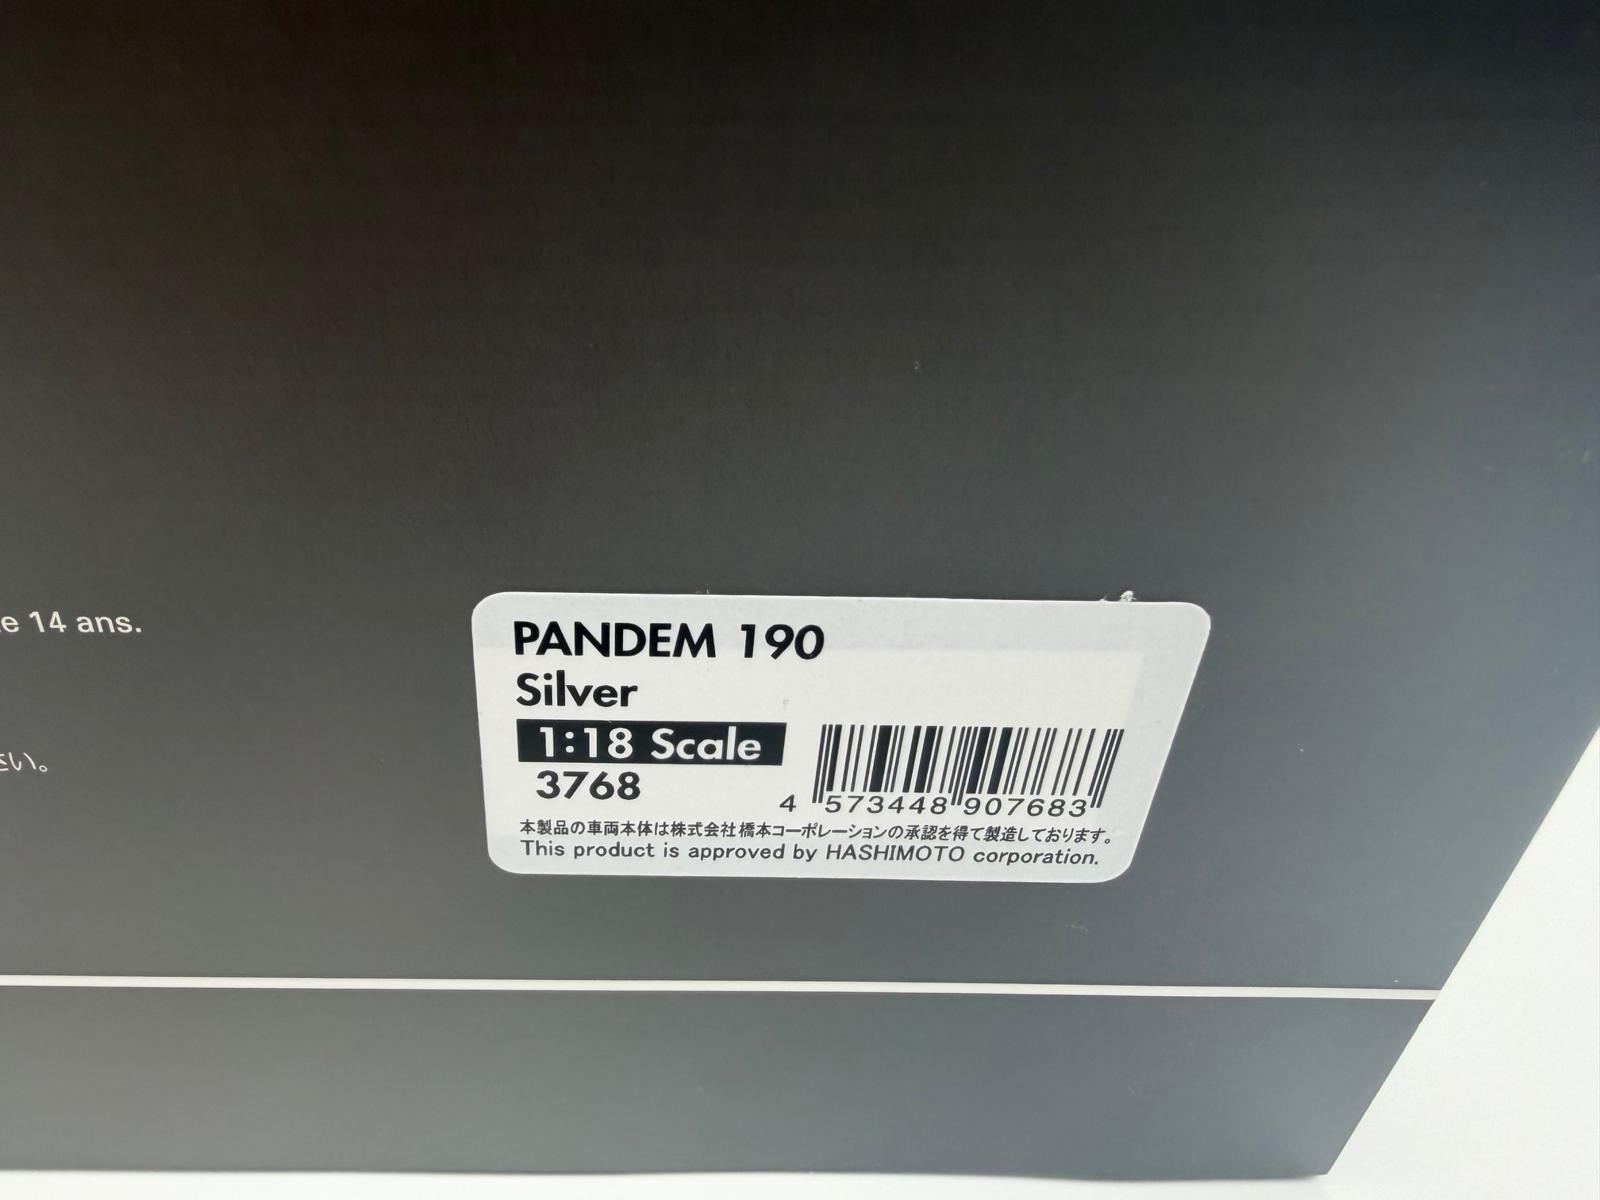 e 14 ans.
さい。
PANDEM 190
Silver
1:18 Scale
3768
4 573448 907683
本製品の車両本体は株式会社橋本コーポレーションの承認を得て製造しております。
This product is approved by HASHIMOTO corporation.